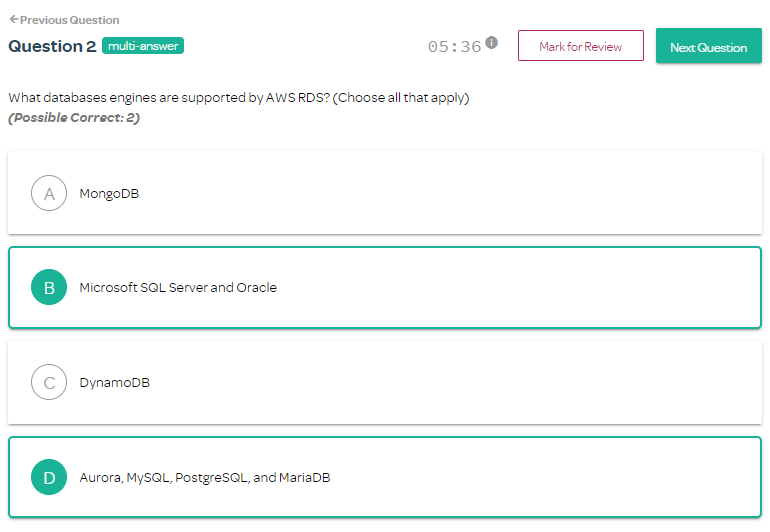 ←Previous Question
Question 2 multi-answer 05:36 i Mark for Review Next Question
What databases engines are supported by AWS RDS? (Choose all that apply)
(Possible Correct: 2)
A MongoDB
B Microsoft SQL Server and Oracle
C DynamoDB
D Aurora, MySQL, PostgreSQL, and MariaDB